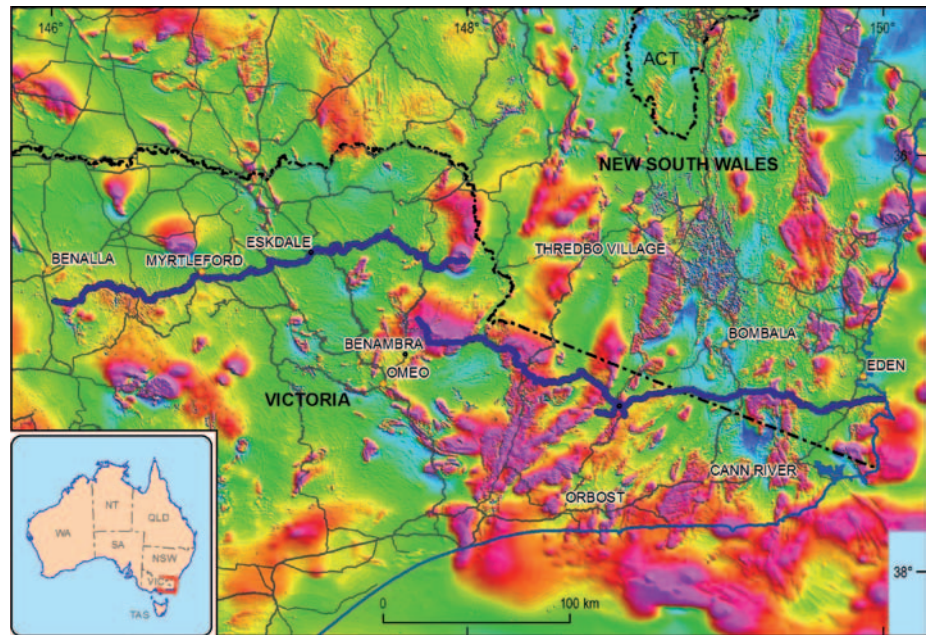 146°
148°
150°
ACT
36°
NEW SOUTH WALES
THREDBO VILLAGE
ESKDALE
BENALLA
MYRTLEFORD
BENAMBRA
BOMBALA
OMEO
EDEN
VICTORIA
CANN RIVER
ORBOST
38°
0
100 km
NT
QLD
WA
SA
NSW
VIC
TAS